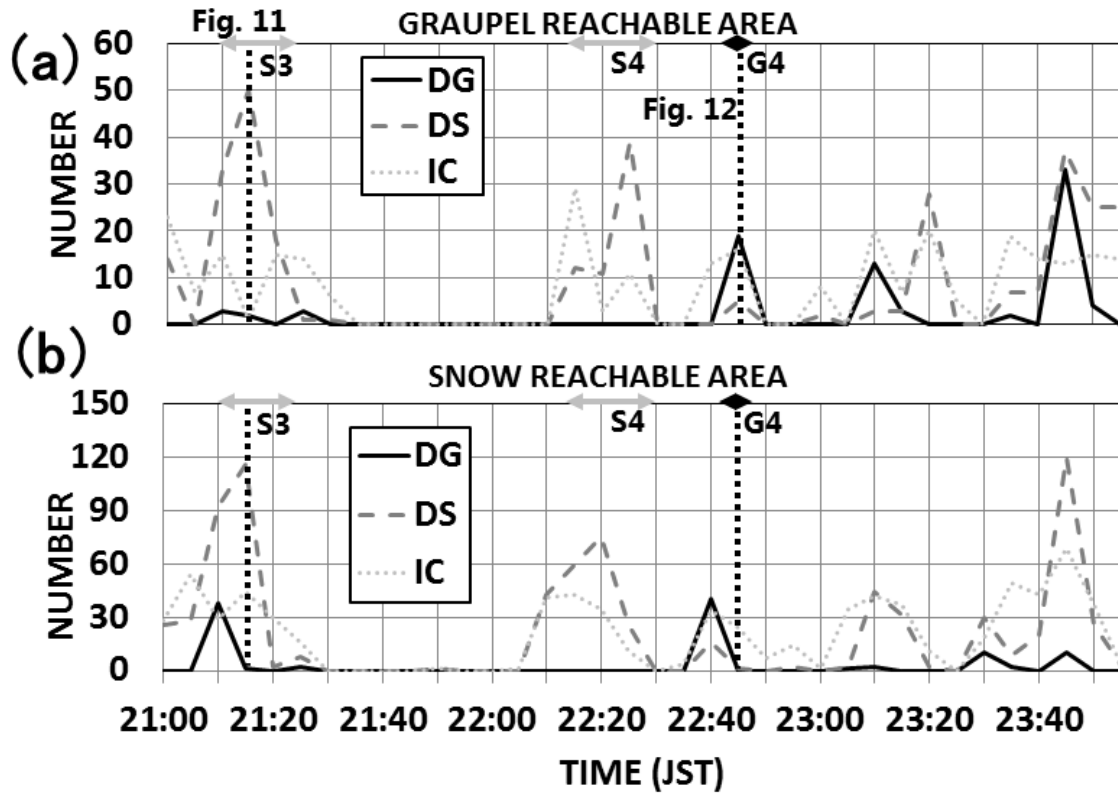 Fig. 11
GRAUPEL REACHABLE AREA
(a)
60
50
40
30
20
10
0
NUMBER
S3
S4
G4
Fig. 12
DG
DS
IC
(b)
SNOW REACHABLE AREA
150
120
90
60
30
0
NUMBER
S3
S4
G4
DG
DS
IC
21:00 21:20 21:40 22:00 22:20 22:40 23:00 23:20 23:40
TIME (JST)